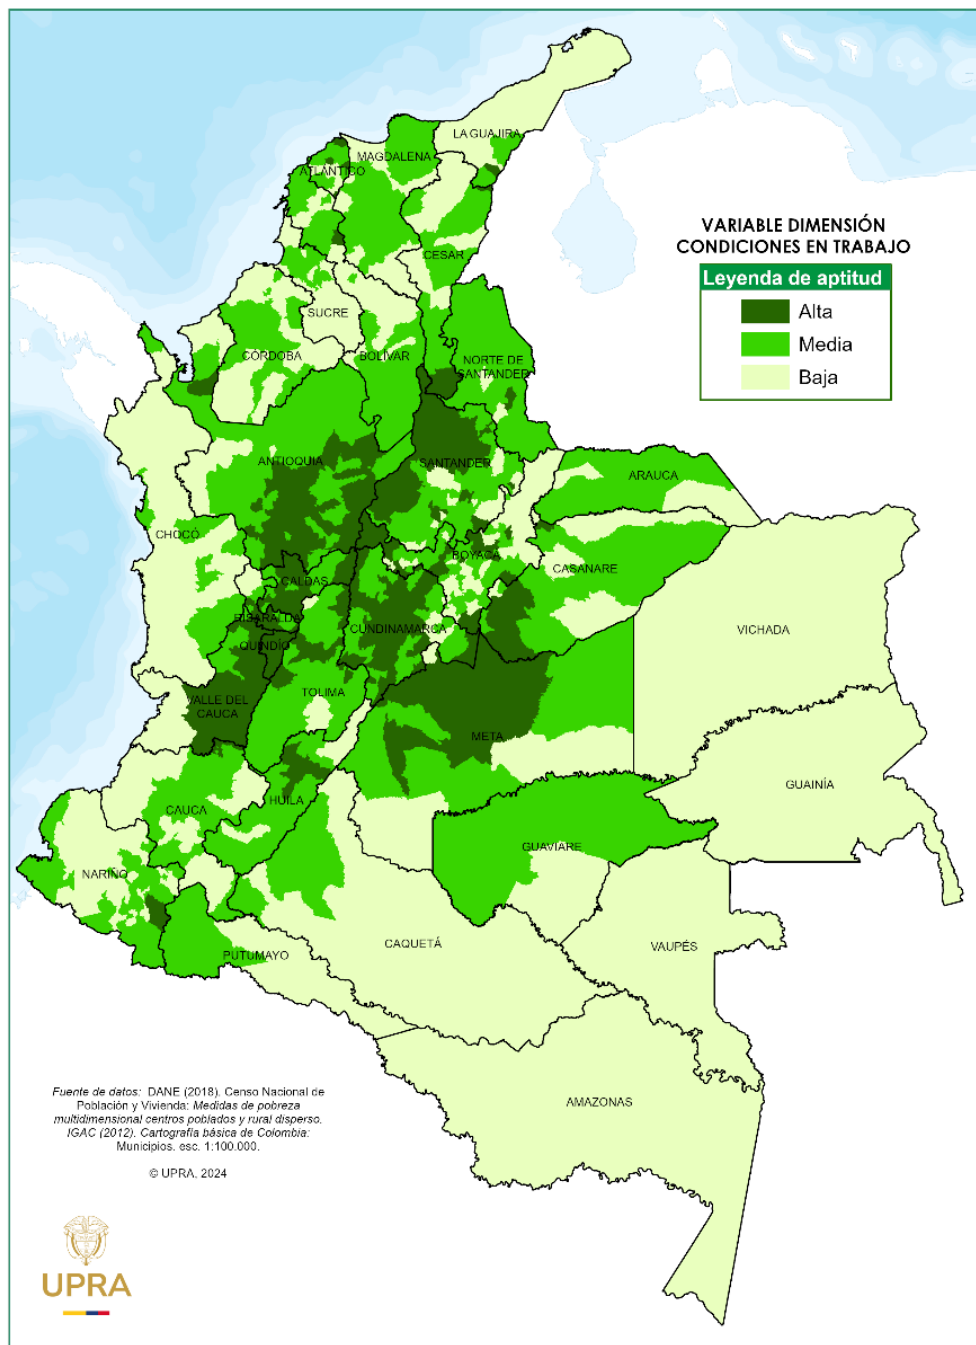 LA GUAJIRA
MAGDALENA
ATLÁNTICO
VARIABLE DIMENSIÓN
CONDICIONES EN TRABAJO
Leyenda de aptitud
Alta
Media
Baja
CESAR
SUCRE
CÓRDOBA
BOLÍVAR
NORTE DE
SANTANDER
ANTIOQUIA
SANTANDER
ARAUCA
CHOCÓ
BOYACÁ
CASANARE
CALDAS
RISARALDA
CUNDINAMARCA
QUINDÍO
VICHADA
TOLIMA
VALLE DEL
CAUCA
META
GUAINÍA
HUILA
CAUCA
GUAVIARE
NARIÑO
CAQUETÁ
VAUPÉS
PUTUMAYO
AMAZONAS
Fuente de datos: DANE (2018). Censo Nacional de
Población y Vivienda: Medidas de pobreza
multidimensional centros poblados y rural disperso.
IGAC (2012). Cartografía básica de Colombia:
Municipios. esc. 1:100.000.
© UPRA, 2024
UPRA